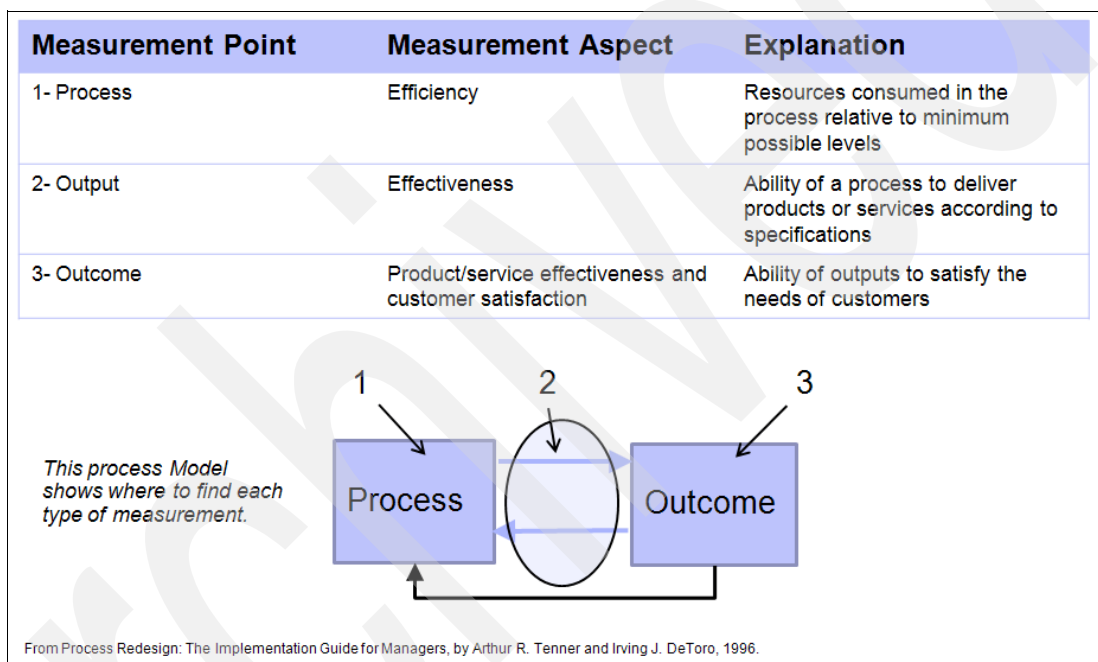 Measurement Point Measurement Aspect Explanation
1- Process Efficiency Resources consumed in the
process relative to minimum
possible levels
2- Output Effectiveness Ability of a process to deliver
products or services according to
specifications
3- Outcome Product/service effectiveness and Ability of outputs to satisfy the
customer satisfaction needs of customers
1 2 3
This process Model
shows where to find each
type of measurement.
Process Outcome
From Process Redesign: The Implementation Guide for Managers, by Arthur R. Tenner and Irving J. DeToro, 1996.